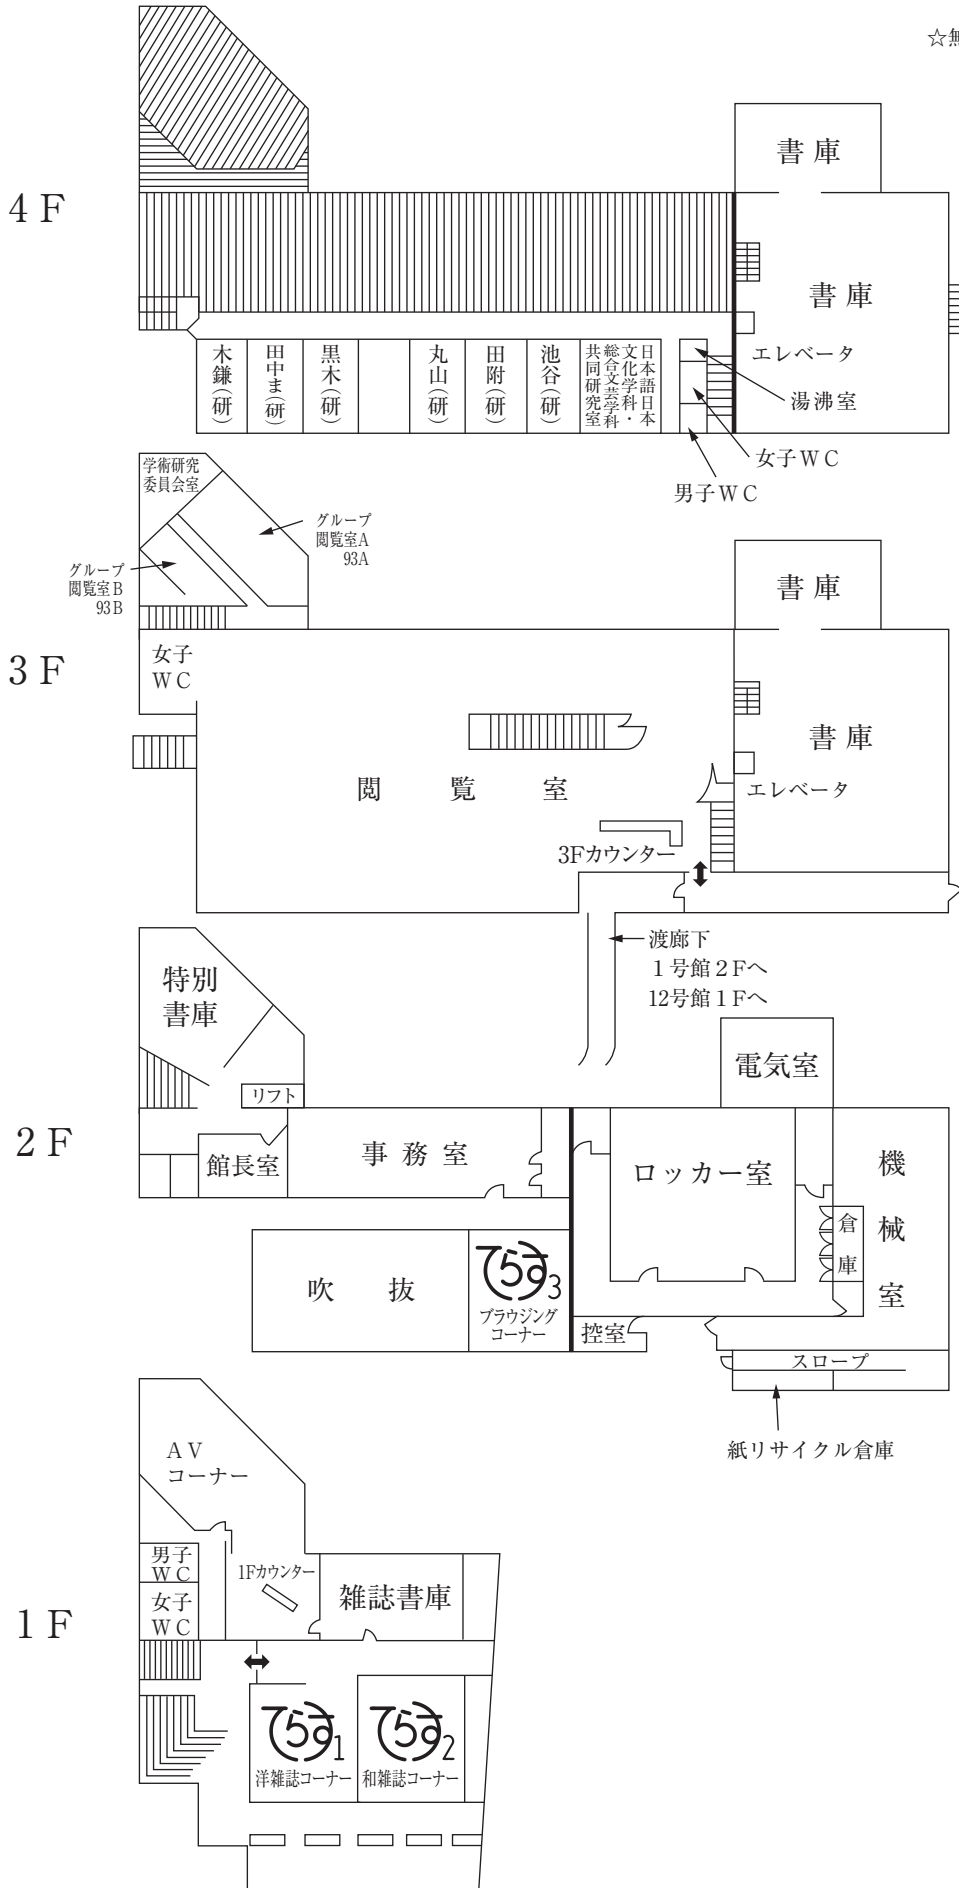 ☆無
4F
書庫
書庫
エレベータ
湯沸室
女子WC
男子WC
木鎌(研)
田中ま(研)
黒木(研)
丸山(研)
田附(研)
池谷(研)
日本語日本
文化学科・
総合文芸学科
共同研究室
3F
学術研究
委員会室
グループ
閲覧室A
93A
グループ
閲覧室B
93B
女子
WC
閲覧室
3Fカウンター
書庫
書庫
エレベータ
渡廊下
1号館2Fへ
12号館1Fへ
2F
特別
書庫
リフト
館長室
事務室
電気室
ロッカー室
機械室
倉庫
吹抜
てらす3
ブラウジング
コーナー
控室
スロープ
紙リサイクル倉庫
1F
AV
コーナー
男子
WC
女子
WC
1Fカウンター
雑誌書庫
てらす1
洋雑誌コーナー
てらす2
和雑誌コーナー